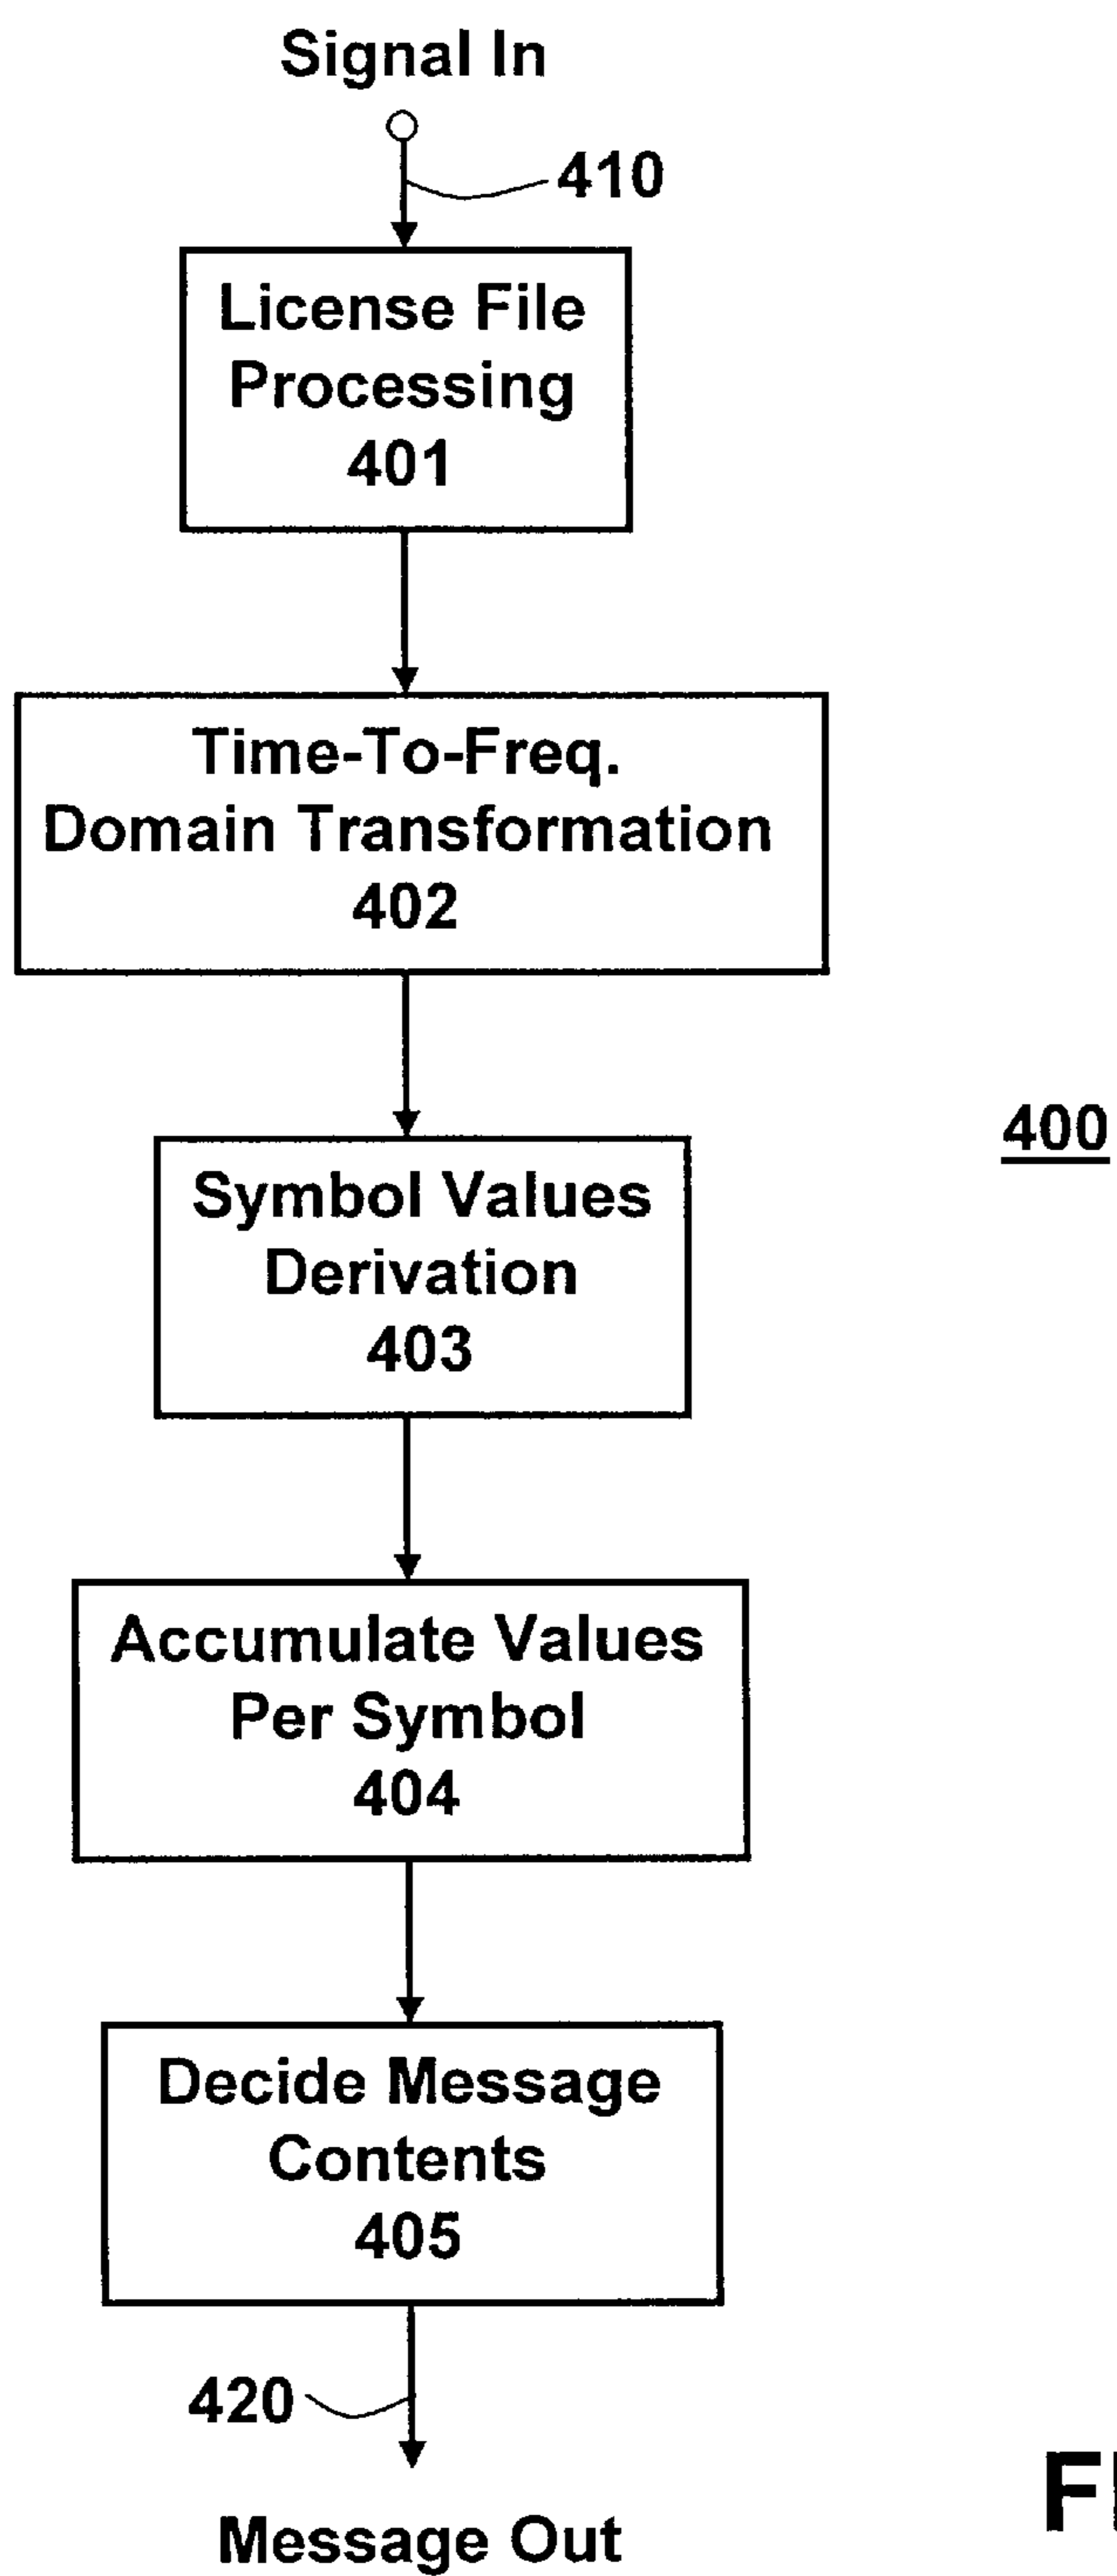 Signal In
410
License File
Processing
401
Time-To-Freq.
Domain Transformation
402
400
Symbol Values
Derivation
403
Accumulate Values
Per Symbol
404
Decide Message
Contents
405
420
Message Out